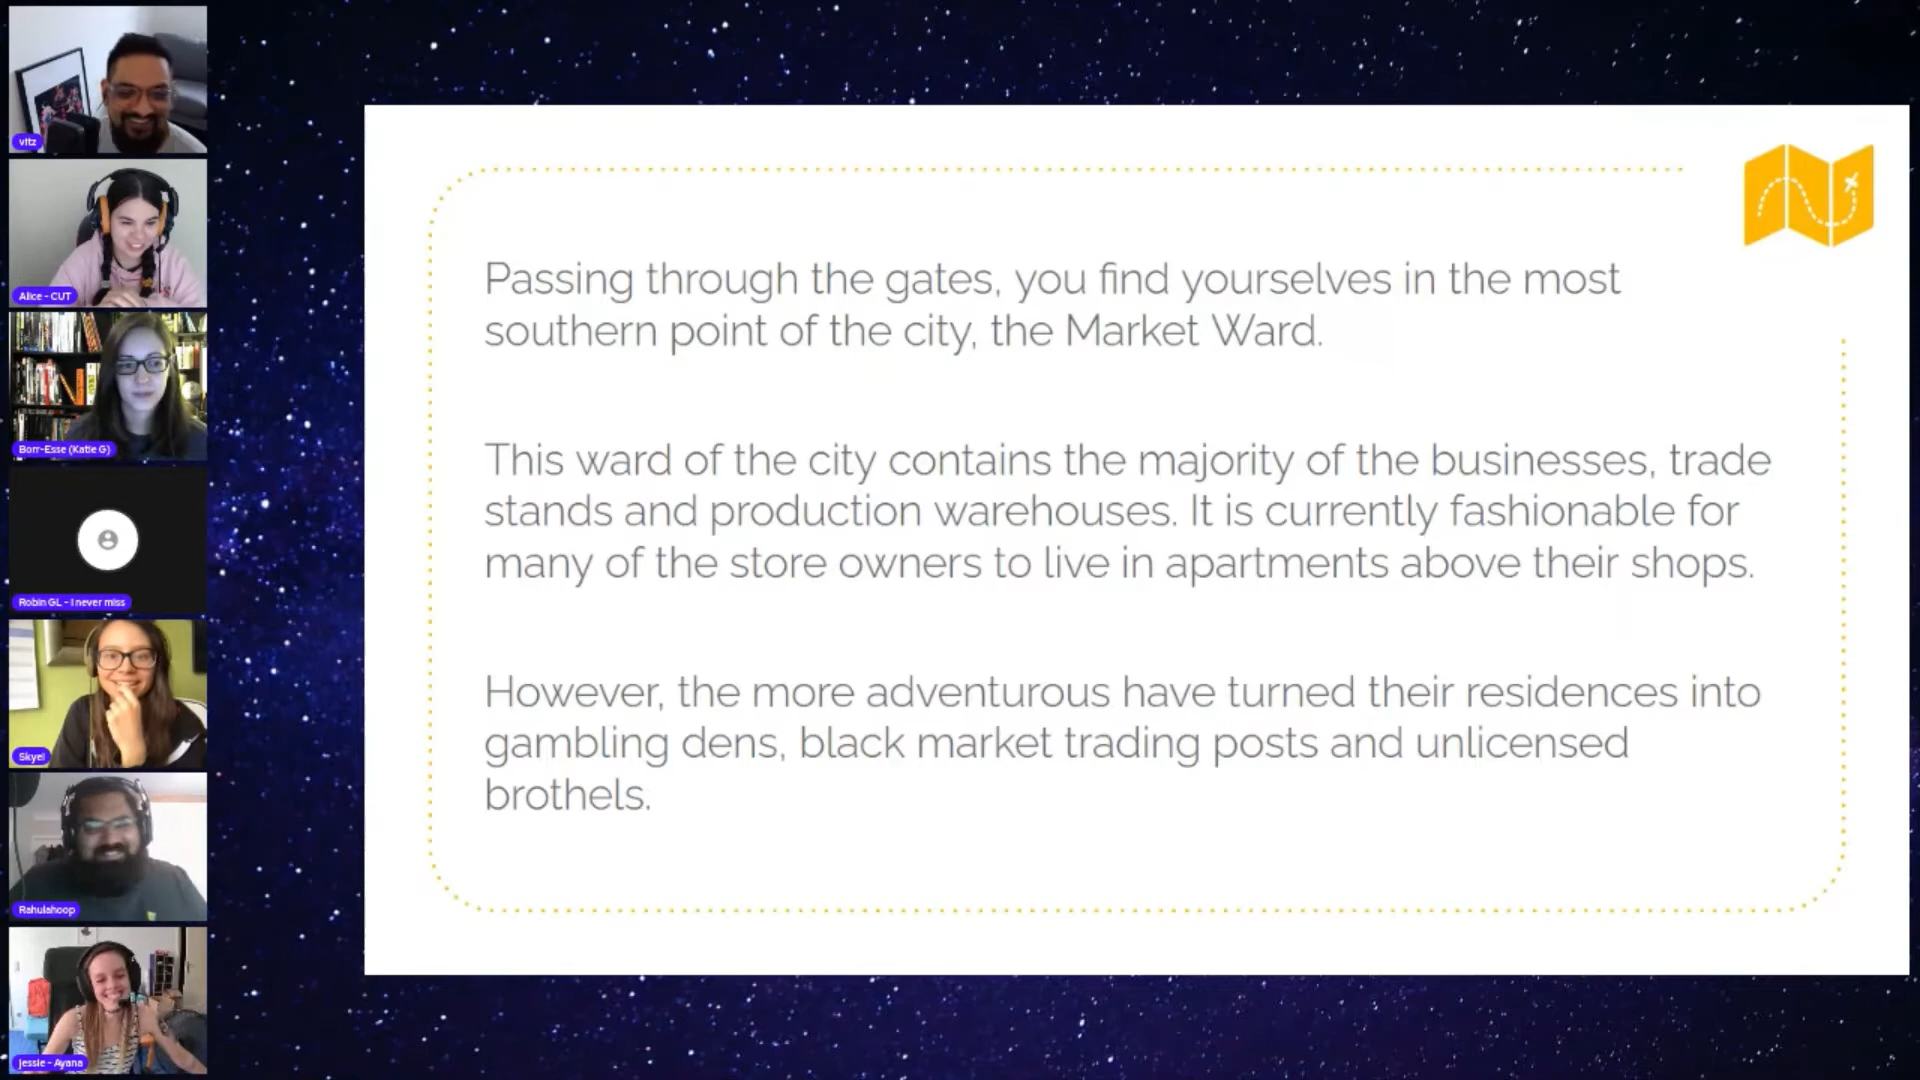 vitz
Alice - CUT
Borr-Esse (Katie G)
Robin GL - I never miss
Skyel
Rahulahoop
Jessie - Ayana
Passing through the gates, you find yourselves in the most
southern point of the city, the Market Ward.
This ward of the city contains the majority of the businesses, trade
stands and production warehouses. It is currently fashionable for
many of the store owners to live in apartments above their shops.
However, the more adventurous have turned their residences into
gambling dens, black market trading posts and unlicensed
brothels.